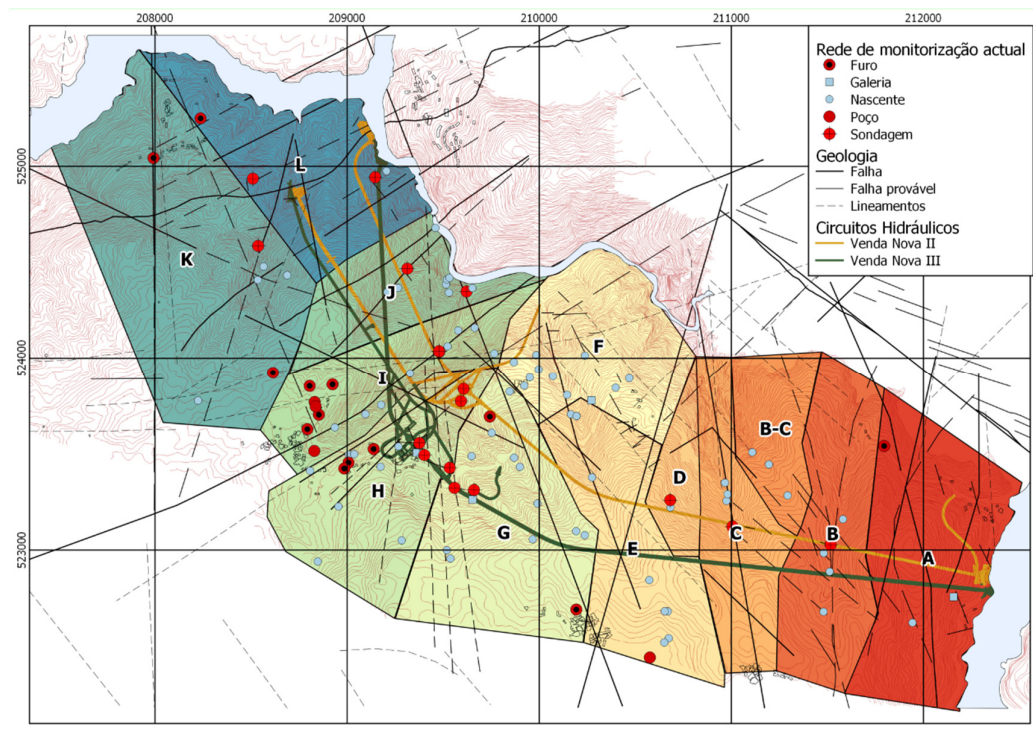 208000
209000
210000
211000
212000
525000
524000
523000
Rede de monitorização actual
Furo
Galeria
Nascente
Poço
Sondagem
Geologia
Falha
Falha provável
Lineamentos
Circuitos Hidráulicos
Venda Nova II
Venda Nova III
L
K
J
F
I
B-C
D
H
G
C
B
E
A